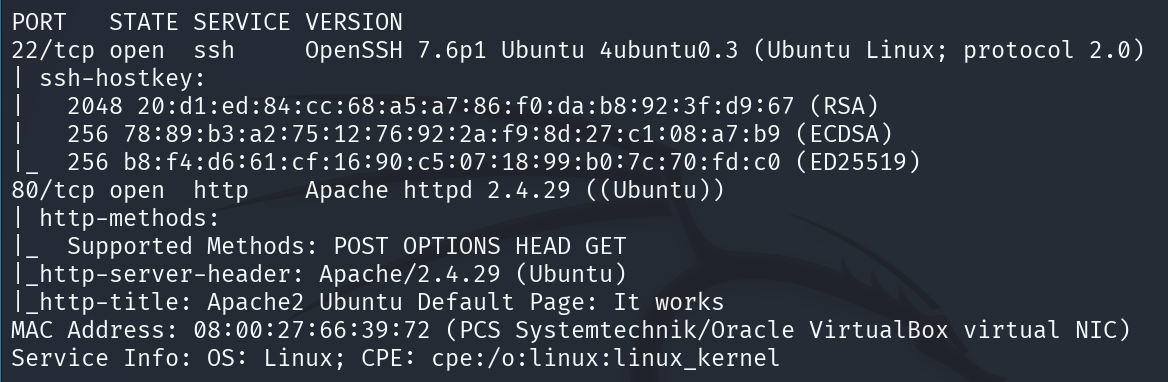 PORT   STATE SERVICE VERSION
22/tcp open  ssh     OpenSSH 7.6p1 Ubuntu 4ubuntu0.3 (Ubuntu Linux; protocol 2.0)
| ssh-hostkey:
|   2048 20:d1:ed:84:cc:68:a5:a7:86:f0:da:b8:92:3f:d9:67 (RSA)
|   256 78:89:b3:a2:75:12:76:92:2a:f9:8d:27:c1:08:a7:b9 (ECDSA)
|_  256 b8:f4:d6:61:cf:16:90:c5:07:18:99:b0:7c:70:fd:c0 (ED25519)
80/tcp open  http    Apache httpd 2.4.29 ((Ubuntu))
| http-methods:
|_  Supported Methods: POST OPTIONS HEAD GET
|_http-server-header: Apache/2.4.29 (Ubuntu)
|_http-title: Apache2 Ubuntu Default Page: It works
MAC Address: 08:00:27:66:39:72 (PCS Systemtechnik/Oracle VirtualBox virtual NIC)
Service Info: OS: Linux; CPE: cpe:/o:linux:linux_kernel